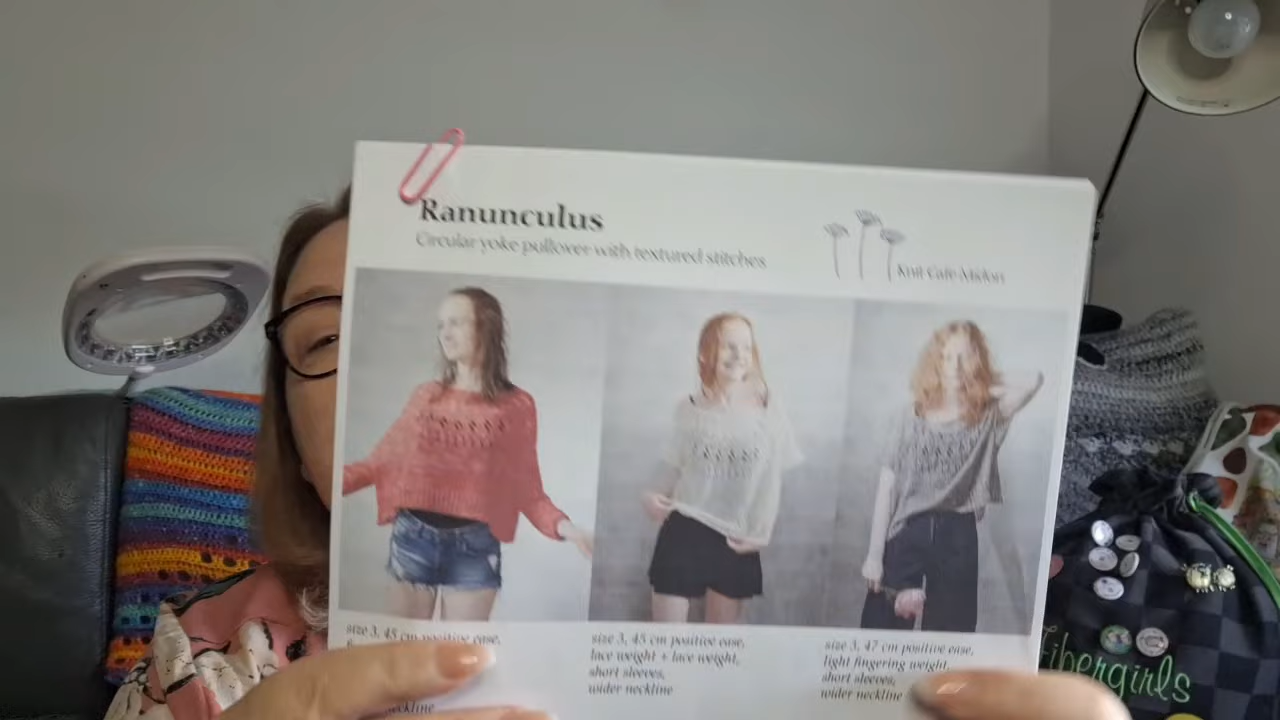 Ranunculus
Circular yoke pullover with textured stitches
Knit Cafe Midori
size 3, 45 cm positive ease,
neckline
size 3, 45 cm positive ease,
lace weight + lace weight,
short sleeves,
wider neckline
size 3, 47 cm positive ease,
light fingering weight,
short sleeves,
wider neckline
Fibergirls